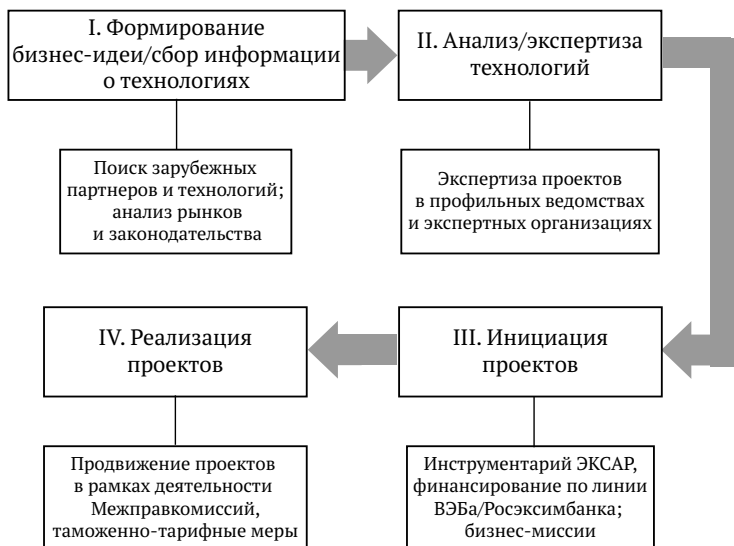 I. Формирование
бизнес-идеи/сбор информации
о технологиях
II. Анализ/экспертиза
технологий
Поиск зарубежных
партнеров и технологий;
анализ рынков
и законодательства
Экспертиза проектов
в профильных ведомствах
и экспертных организациях
III. Инициация
проектов
IV. Реализация
проектов
Инструментарий ЭКСАР,
финансирование по линии
ВЭБа/Росэксимбанка;
бизнес-миссии
Продвижение проектов
в рамках деятельности
Межправкомиссий,
таможенно-тарифные меры